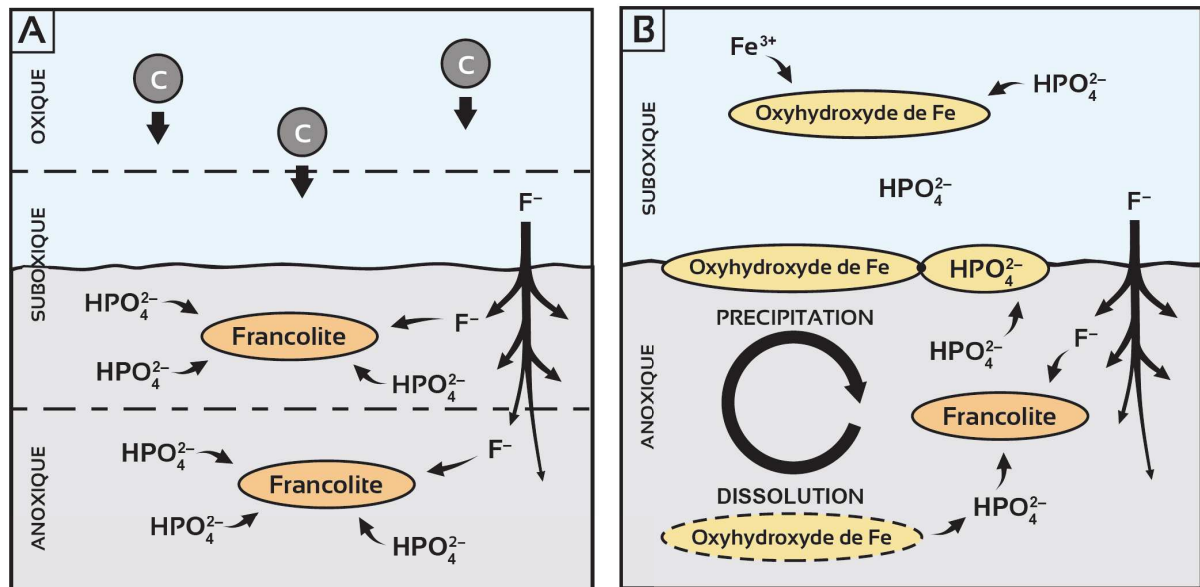 A
OXIQUE
C
C
C
SUBOXIQUE
F⁻
HPO₄²⁻
Francolite
F⁻
HPO₄²⁻
HPO₄²⁻
ANOXIQUE
HPO₄²⁻
F⁻
Francolite
HPO₄²⁻
HPO₄²⁻
B
SUBOXIQUE
Fe³⁺
HPO₄²⁻
Oxyhydroxyde de Fe
HPO₄²⁻
F⁻
Oxyhydroxyde de Fe
HPO₄²⁻
ANOXIQUE
PRECIPITATION
HPO₄²⁻
F⁻
Francolite
DISSOLUTION
HPO₄²⁻
Oxyhydroxyde de Fe